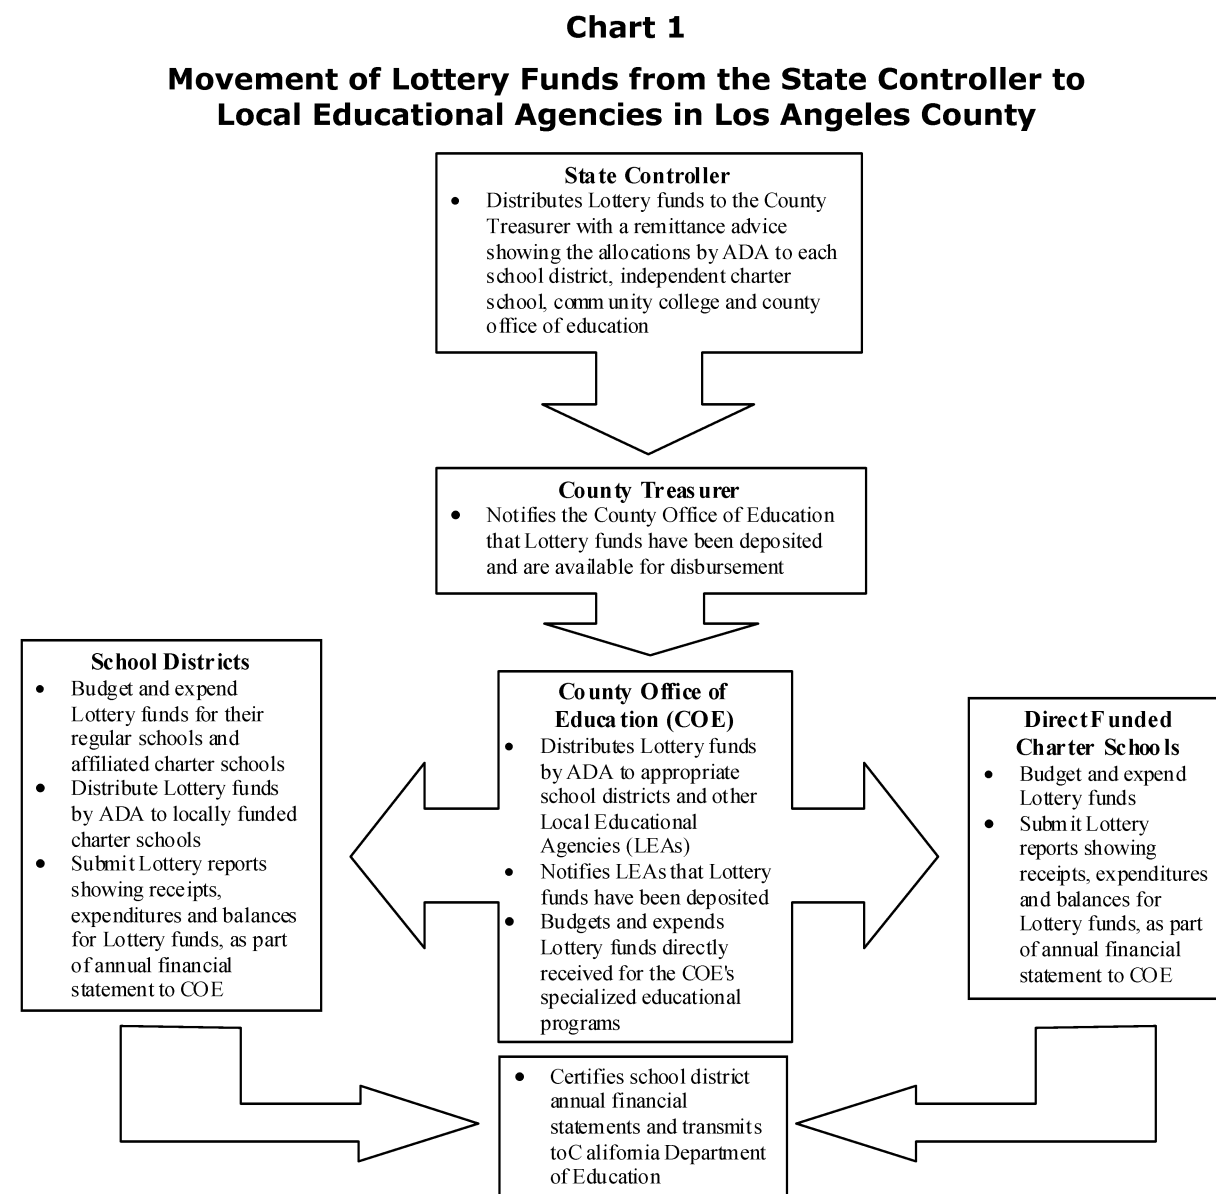 Chart 1
Movement of Lottery Funds from the State Controller to
Local Educational Agencies in Los Angeles County
State Controller
• Distributes Lottery funds to the County
Treasurer with a remittance advice
showing the allocations by ADA to each
school district, independent charter
school, community college and county
office of education
County Treasurer
• Notifies the County Office of Education
that Lottery funds have been deposited
and are available for disbursement
School Districts
• Budget and expend
Lottery funds for their
regular schools and
affiliated charter schools
• Distribute Lottery funds
by ADA to locally funded
charter schools
• Submit Lottery reports
showing receipts,
expenditures and balances
for Lottery funds, as part
of annual financial
statement to COE
County Office of
Education (COE)
• Distributes Lottery funds
by ADA to appropriate
school districts and other
Local Educational
Agencies (LEAs)
• Notifies LEAs that Lottery
funds have been deposited
• Budgets and expends
Lottery funds directly
received for the COE's
specialized educational
programs
Direct Funded
Charter Schools
• Budget and expend
Lottery funds
• Submit Lottery
reports showing
receipts, expenditures
and balances for
Lottery funds, as part
of annual financial
statement to COE
• Certifies school district
annual financial
statements and transmits
to California Department
of Education